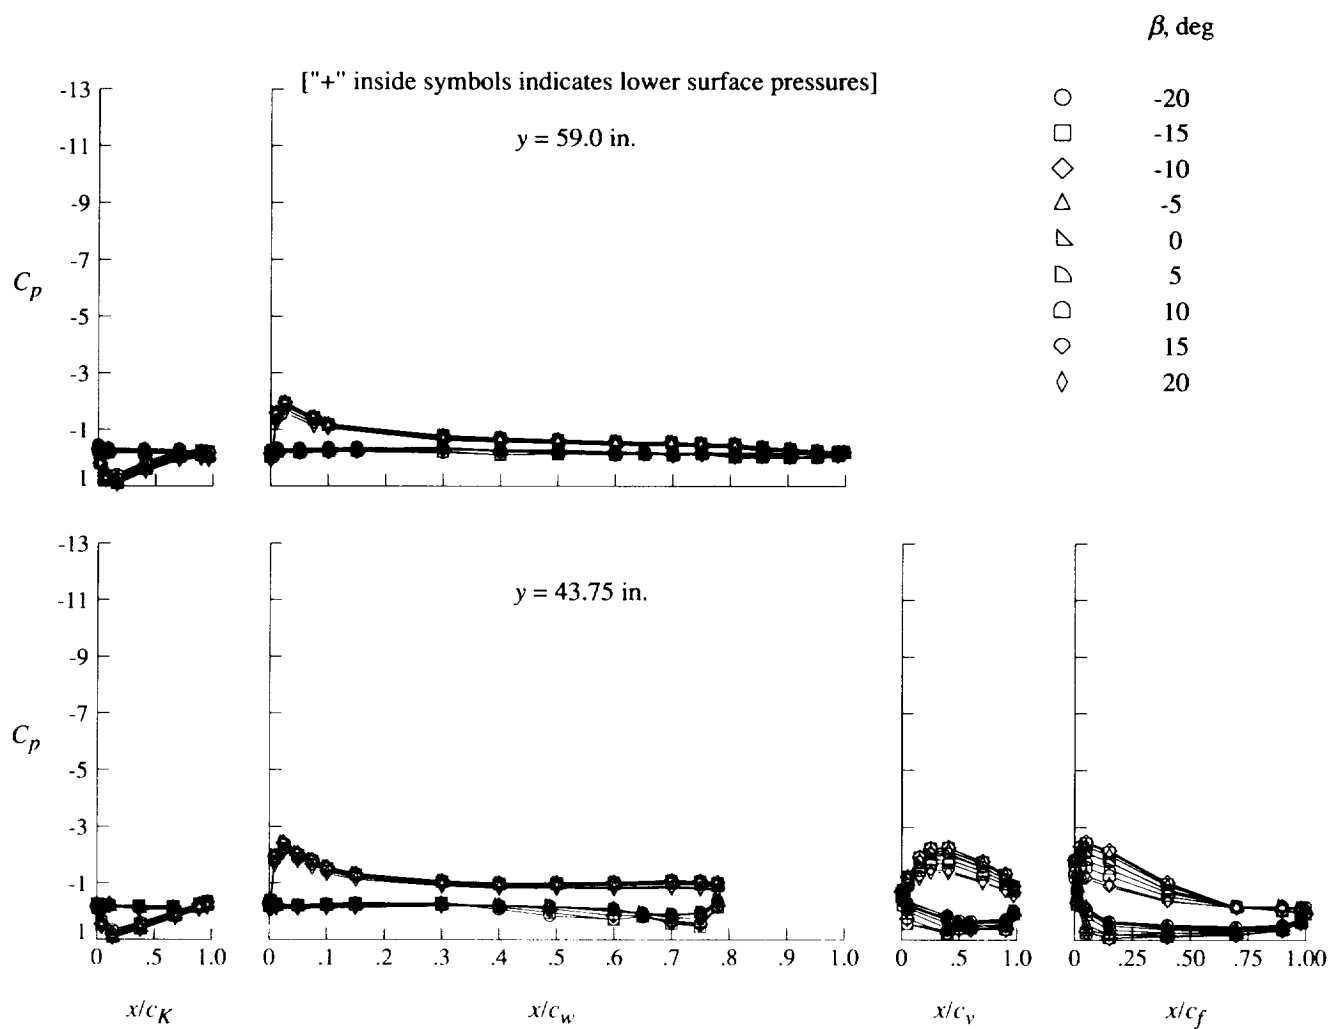 β, deg
["+" inside symbols indicates lower surface pressures]
y = 59.0 in.
-20
-15
-10
-5
0
5
10
15
20
-13
-11
-9
-7
-5
-3
-1
1
C_p
-13
-11
-9
-7
-5
-3
-1
1
C_p
y = 43.75 in.
0 .5 1.0
0 .1 .2 .3 .4 .5 .6 .7 .8 .9 1.0
0 .5 1.0
0 .25 .50 .75 1.00
x/c_K
x/c_w
x/c_v
x/c_f